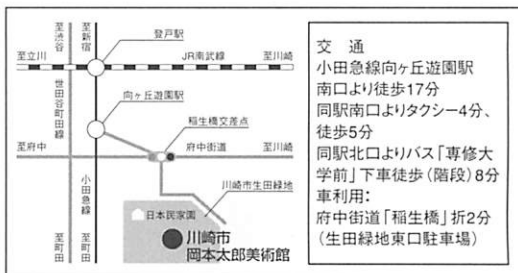 至渋谷
至新宿
登戸駅
至立川
JR南武線
至川崎
世田谷町田線
向ヶ丘遊園駅
稲生橋交差点
至府中
府中街道
至川崎
小田急線
川崎市生田緑地
日本民家園
川崎市
岡本太郎美術館
至町田
至町田
交 通
小田急線向ヶ丘遊園駅
南口より徒歩17分
同駅南口よりタクシー4分、
徒歩5分
同駅北口よりバス「専修大
学前」下車徒歩(階段)8分
車利用:
府中街道「稲生橋」折2分
(生田緑地東口駐車場)